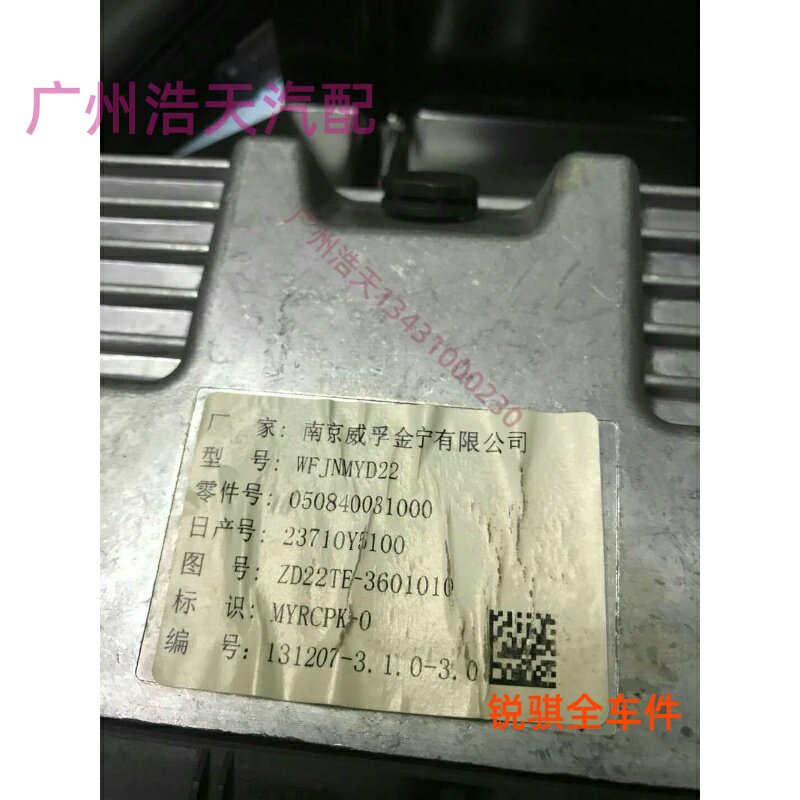 广州浩天汽配
广州浩天13431000230
厂 家: 南京威孚金宁有限公司
型 号: WFJNMYD22
零件号: 050840031000
日产号: 23710Y5100
图 号: ZD22TE-3601010
标 识: MYRCPK-0
编 号: 131207-3.1.0-3.0
锐骐全车件